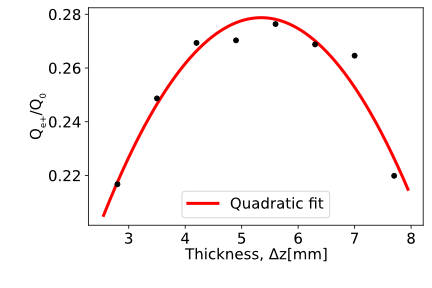 0.28
0.26
0.24
0.22
Qe+/Q0
Quadratic fit
3 4 5 6 7 8
Thickness, Δz[mm]